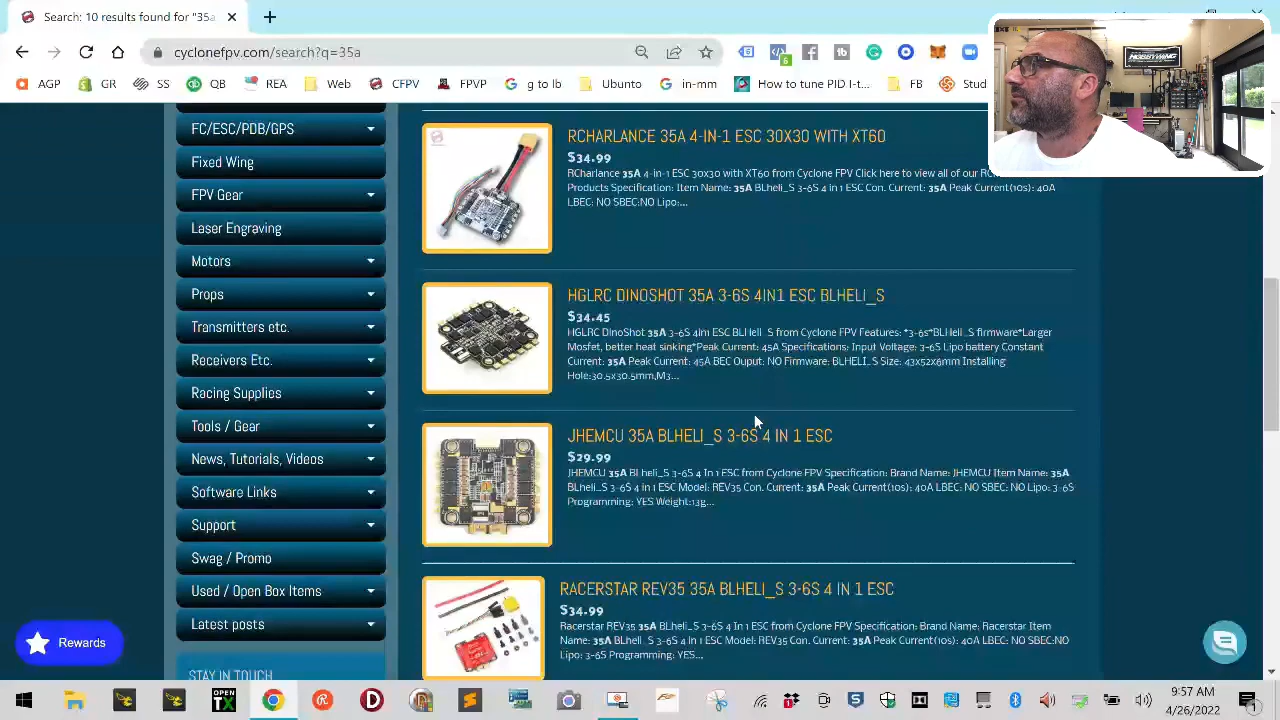 Search: 10 results found for "35a
cyclonefpv.com/sear
AGP
GR
SS
QB
REA
Web
CFPV
FPV
g to lb
Ubunto
in-mm
How to tune PID I-t...
FB
Stud
HOBBYWING
FC/ESC/PDB/GPS
Fixed Wing
FPV Gear
Laser Engraving
Motors
Props
Transmitters etc.
Receivers Etc.
Racing Supplies
Tools / Gear
News, Tutorials, Videos
Software Links
Support
Swag / Promo
Used / Open Box Items
Latest posts
STAY IN TOUCH
RCHARLANCE 35A 4-IN-1 ESC 30X30 WITH XT60
$34.99
RCharlance 35A 4-in-1 ESC 30x30 with XT60 from Cyclone FPV Click here to view all of our RC
Products Specification: Item Name: 35A BLheli_S 3-6S 4 in 1 ESC Con. Current: 35A Peak Current(10s): 40A
LBEC: NO SBEC:NO Lipo:...
HGLRC DINOSHOT 35A 3-6S 4IN1 ESC BLHELI_S
$34.45
HGLRC DinoShot 35A 3-6S 4in1 ESC BLHeli_S from Cyclone FPV Features: *3-6s*BLHeli_S firmware*Larger
Mosfet, better heat sinking*Peak Current: 45A Specifications: Input Voltage: 3-6S Lipo battery Constant
Current: 35A Peak Current: 45A BEC Ouput: NO Firmware: BLHELI_S Size: 43x52x6mm Installing
Hole:30.5x30.5mm,M3...
JHEMCU 35A BLHELI_S 3-6S 4 IN 1 ESC
$29.99
JHEMCU 35A BLheli_S 3-6S 4 In 1 ESC from Cyclone FPV Specification: Brand Name: JHEMCU Item Name: 35A
BLheli_S 3-6S 4 in 1 ESC Model: REV35 Con. Current: 35A Peak Current(10s): 40A LBEC: NO SBEC: NO Lipo: 3-6S
Programming: YES Weight:13g...
RACERSTAR REV35 35A BLHELI_S 3-6S 4 IN 1 ESC
$34.99
Racerstar REV35 35A BLheli_S 3-6S 4 In 1 ESC from Cyclone FPV Specification: Brand Name: Racerstar Item
Name: 35A BLheli_S 3-6S 4 in 1 ESC Model: REV35 Con. Current: 35A Peak Current(10s): 40A LBEC: NO SBEC:NO
Lipo: 3-6S Programming: YES...
Rewards
OPEN
TX
9:57 AM
4/26/2022